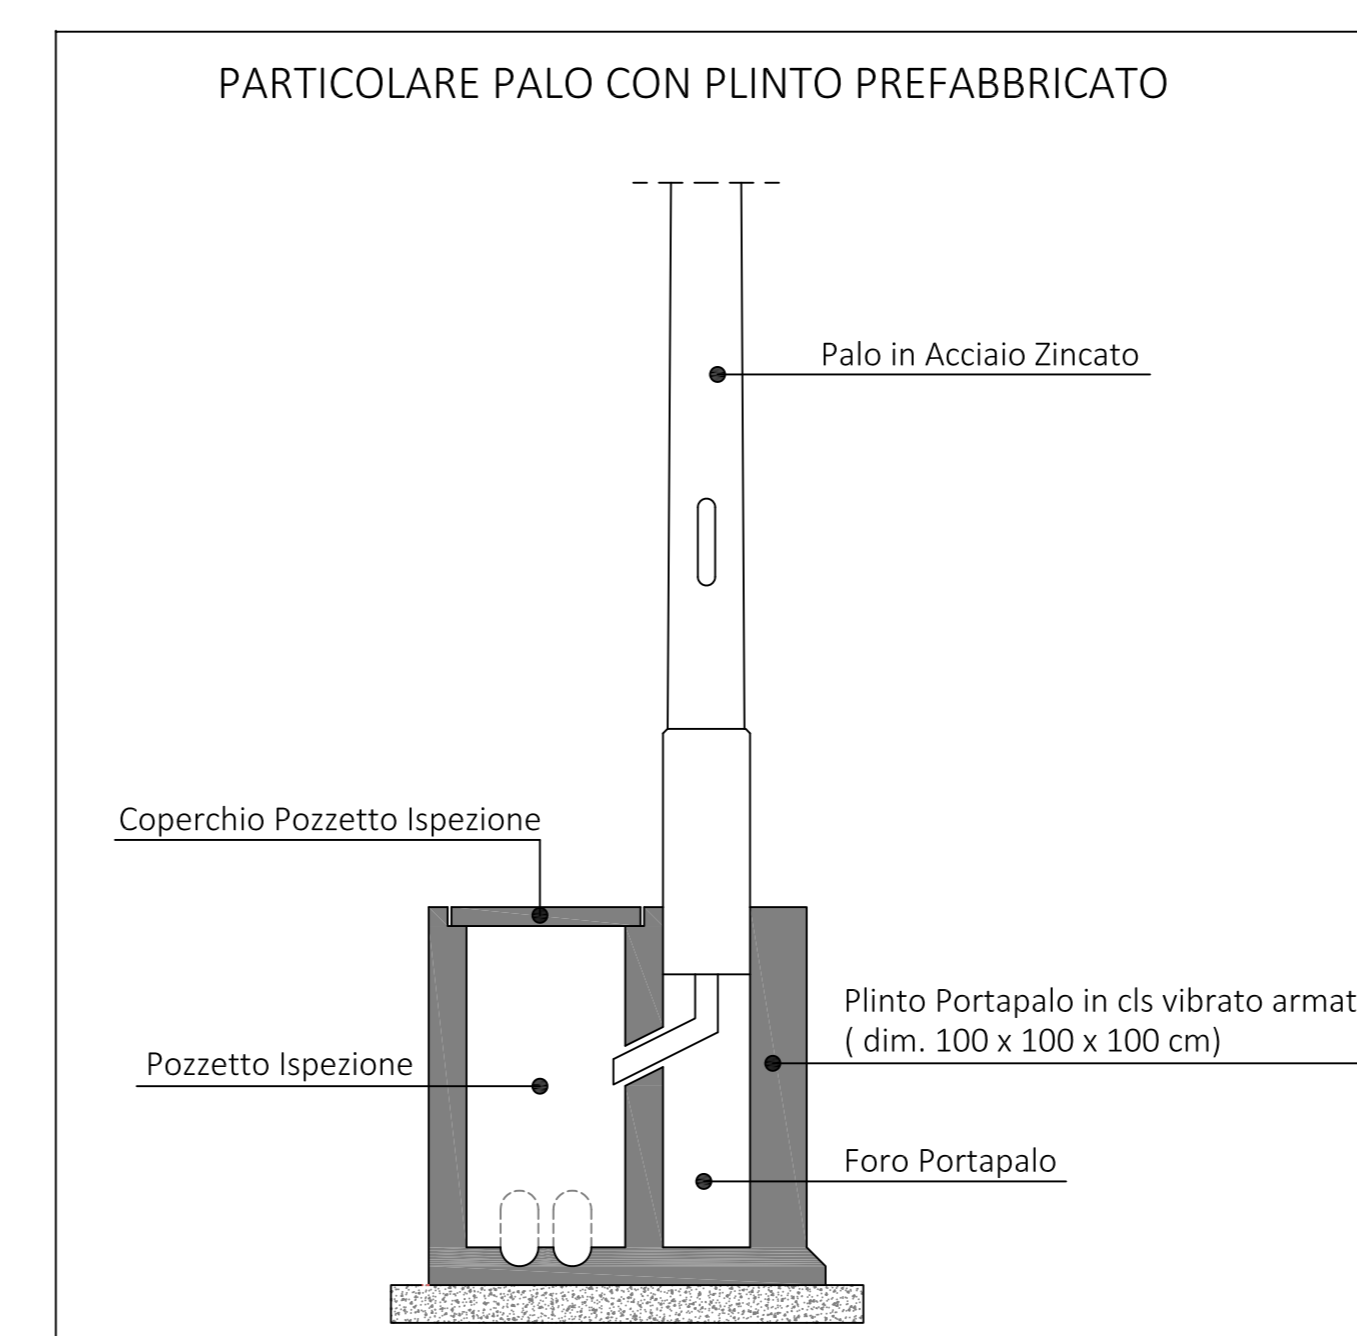 PARTICOLARE PALO CON PLINTO PREFABBRICATO
Palo in Acciaio Zincato
Coperchio Pozzetto Ispezione
Plinto Portapalo in cls vibrato armat
( dim. 100 x 100 x 100 cm)
Pozzetto Ispezione
Foro Portapalo